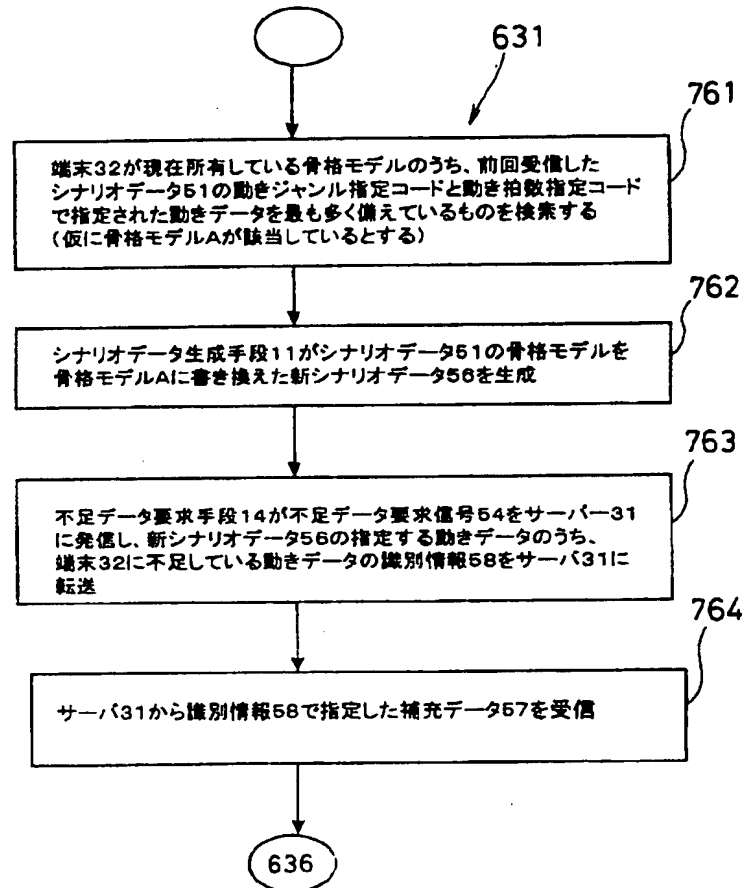 631
761
端末32が現在所有している骨格モデルのうち、前回受信した
シナリオデータ51の動きジャンル指定コードと動き拍数指定コード
で指定された動きデータを最も多く備えているものを検索する
(仮に骨格モデルAが該当しているとする)
762
シナリオデータ生成手段11がシナリオデータ51の骨格モデルを
骨格モデルAに書き換えた新シナリオデータ56を生成
763
不足データ要求手段14が不足データ要求信号54をサーバー31
に発信し、新シナリオデータ56の指定する動きデータのうち、
端末32に不足している動きデータの識別情報58をサーバ31に
転送
764
サーバ31から識別情報58で指定した補充データ57を受信
636